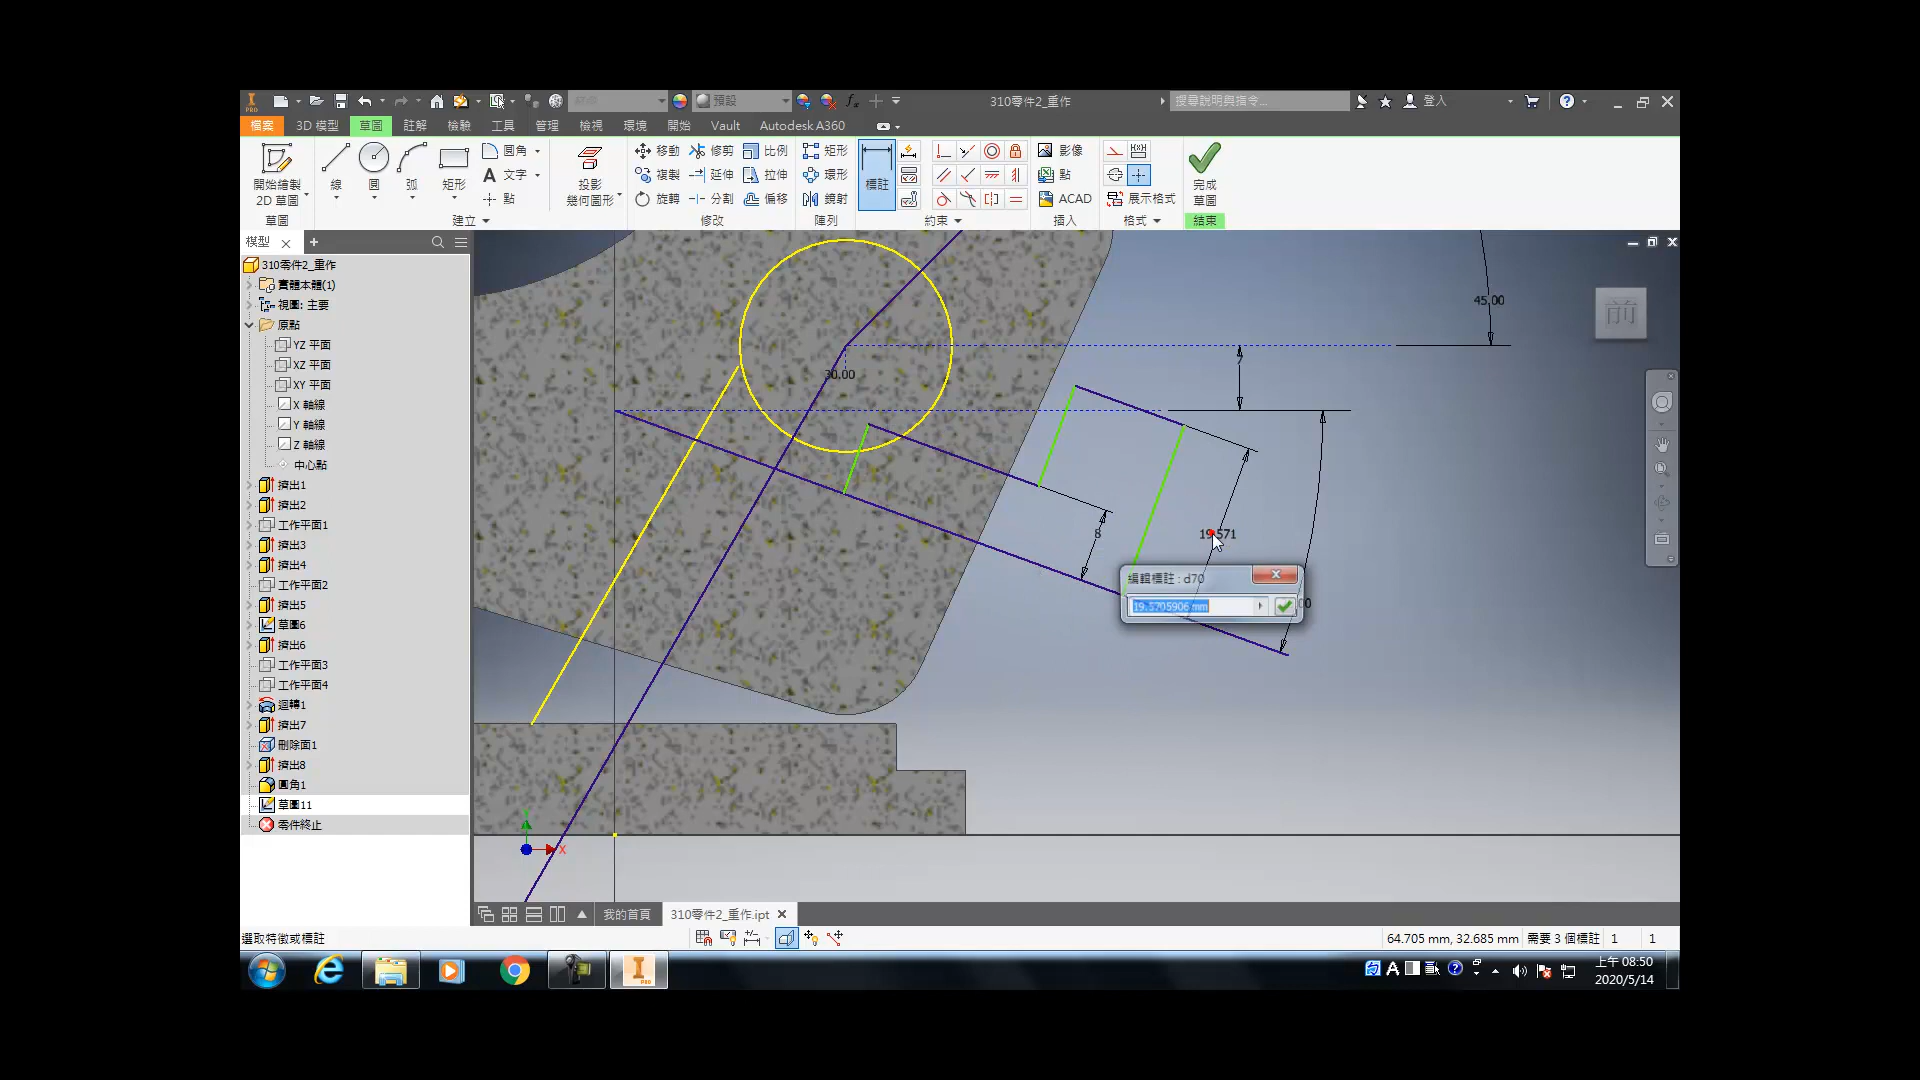 310零件2_重作
預設
搜尋說明與指令...
登入
檔案
3D 模型
草圖
註解
檢驗
工具
管理
檢視
環境
開始
Vault
Autodesk A360
開始繪製
2D 草圖
線
圓
弧
矩形
圓角
文字
點
投影
幾何圖形
移動
修剪
比例
複製
延伸
拉伸
旋轉
分割
偏移
矩形
環形
鏡射
標註
影像
點
ACAD
展示格式
完成
草圖
草圖
建立
修改
陣列
約束
插入
格式
結束
模型
310零件2_重作
實體本體(1)
視圖: 主要
原點
YZ 平面
XZ 平面
XY 平面
X 軸線
Y 軸線
Z 軸線
中心點
擠出1
擠出2
工作平面1
擠出3
擠出4
工作平面2
擠出5
草圖6
擠出6
工作平面3
工作平面4
迴轉1
擠出7
刪除面1
擠出8
圓角1
草圖11
零件終止
前
45.00
30.00
7
8
19.571
編輯標註 : d70
19.5705906 mm
X
我的首頁
310零件2_重作.ipt
選取特徵或標註
64.705 mm, 32.685 mm
需要 3 個標註
1
1
上午 08:50
2020/5/14